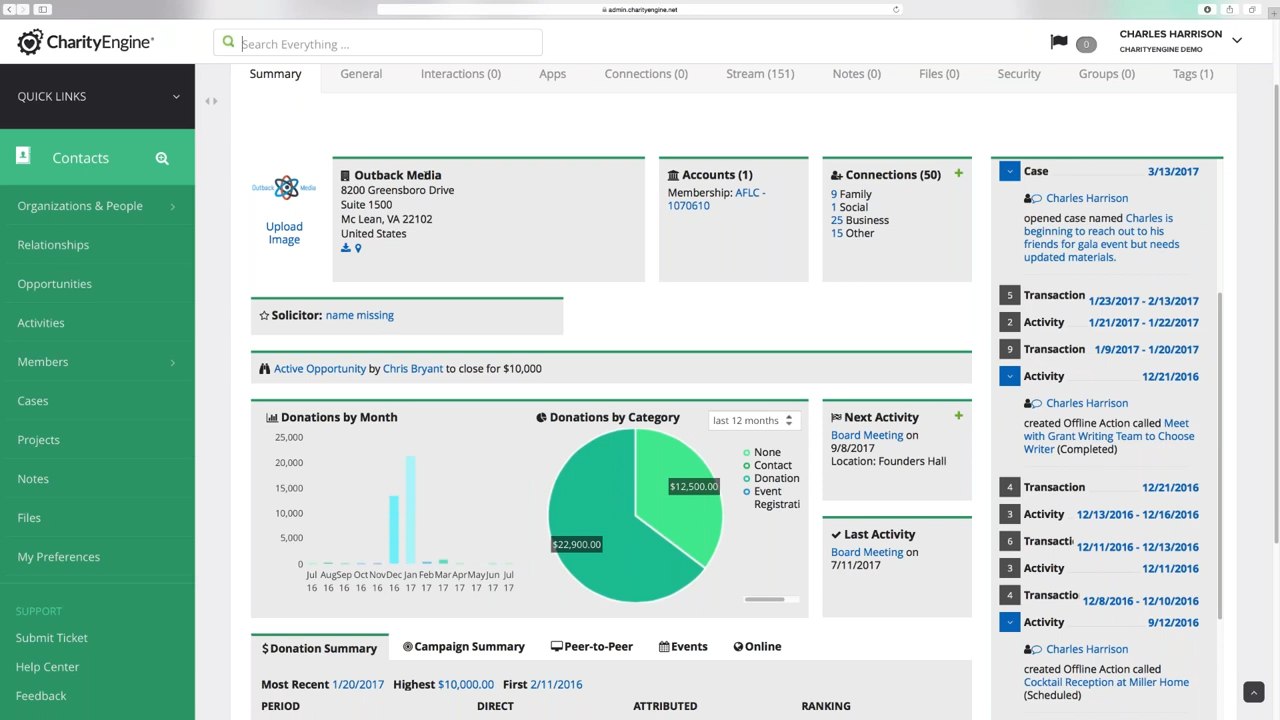 admin.charityengine.net
CharityEngine
Search Everything ...
0
CHARLES HARRISON
CHARITYENGINE DEMO
QUICK LINKS
Contacts
Organizations & People
Relationships
Opportunities
Activities
Members
Cases
Projects
Notes
Files
My Preferences
SUPPORT
Submit Ticket
Help Center
Feedback
Summary
General
Interactions (0)
Apps
Connections (0)
Stream (151)
Notes (0)
Files (0)
Security
Groups (0)
Tags (1)
Outback Media
Upload
Image
Outback Media
8200 Greensboro Drive
Suite 1500
Mc Lean, VA 22102
United States
Accounts (1)
Membership: AFLC -
1070610
Connections (50)
9 Family
1 Social
25 Business
15 Other
Solicitor: name missing
Active Opportunity by Chris Bryant to close for $10,000
Donations by Month
25,000
20,000
15,000
10,000
5,000
0
Jul Aug Sep Oct Nov Dec Jan Feb Mar Apr May Jun Jul
16 16 16 16 16 16 17 17 17 17 17 17 17
Donations by Category
last 12 months
$12,500.00
$22,900.00
None
Contact
Donation
Event
Registrati
Next Activity
Board Meeting on
9/8/2017
Location: Founders Hall
Last Activity
Board Meeting on
7/11/2017
Donation Summary
Campaign Summary
Peer-to-Peer
Events
Online
Most Recent 1/20/2017 Highest $10,000.00 First 2/11/2016
PERIOD DIRECT ATTRIBUTED RANKING
Case 3/13/2017
Charles Harrison
opened case named Charles is
beginning to reach out to his
friends for gala event but needs
updated materials.
5 Transaction 1/23/2017 - 2/13/2017
2 Activity 1/21/2017 - 1/22/2017
9 Transaction 1/9/2017 - 1/20/2017
Activity 12/21/2016
Charles Harrison
created Offline Action called Meet
with Grant Writing Team to Choose
Writer (Completed)
4 Transaction 12/21/2016
3 Activity 12/13/2016 - 12/16/2016
6 Transacti 12/11/2016 - 12/13/2016
3 Activity 12/11/2016
4 Transactio 12/8/2016 - 12/10/2016
Activity 9/12/2016
Charles Harrison
created Offline Action called
Cocktail Reception at Miller Home
(Scheduled)